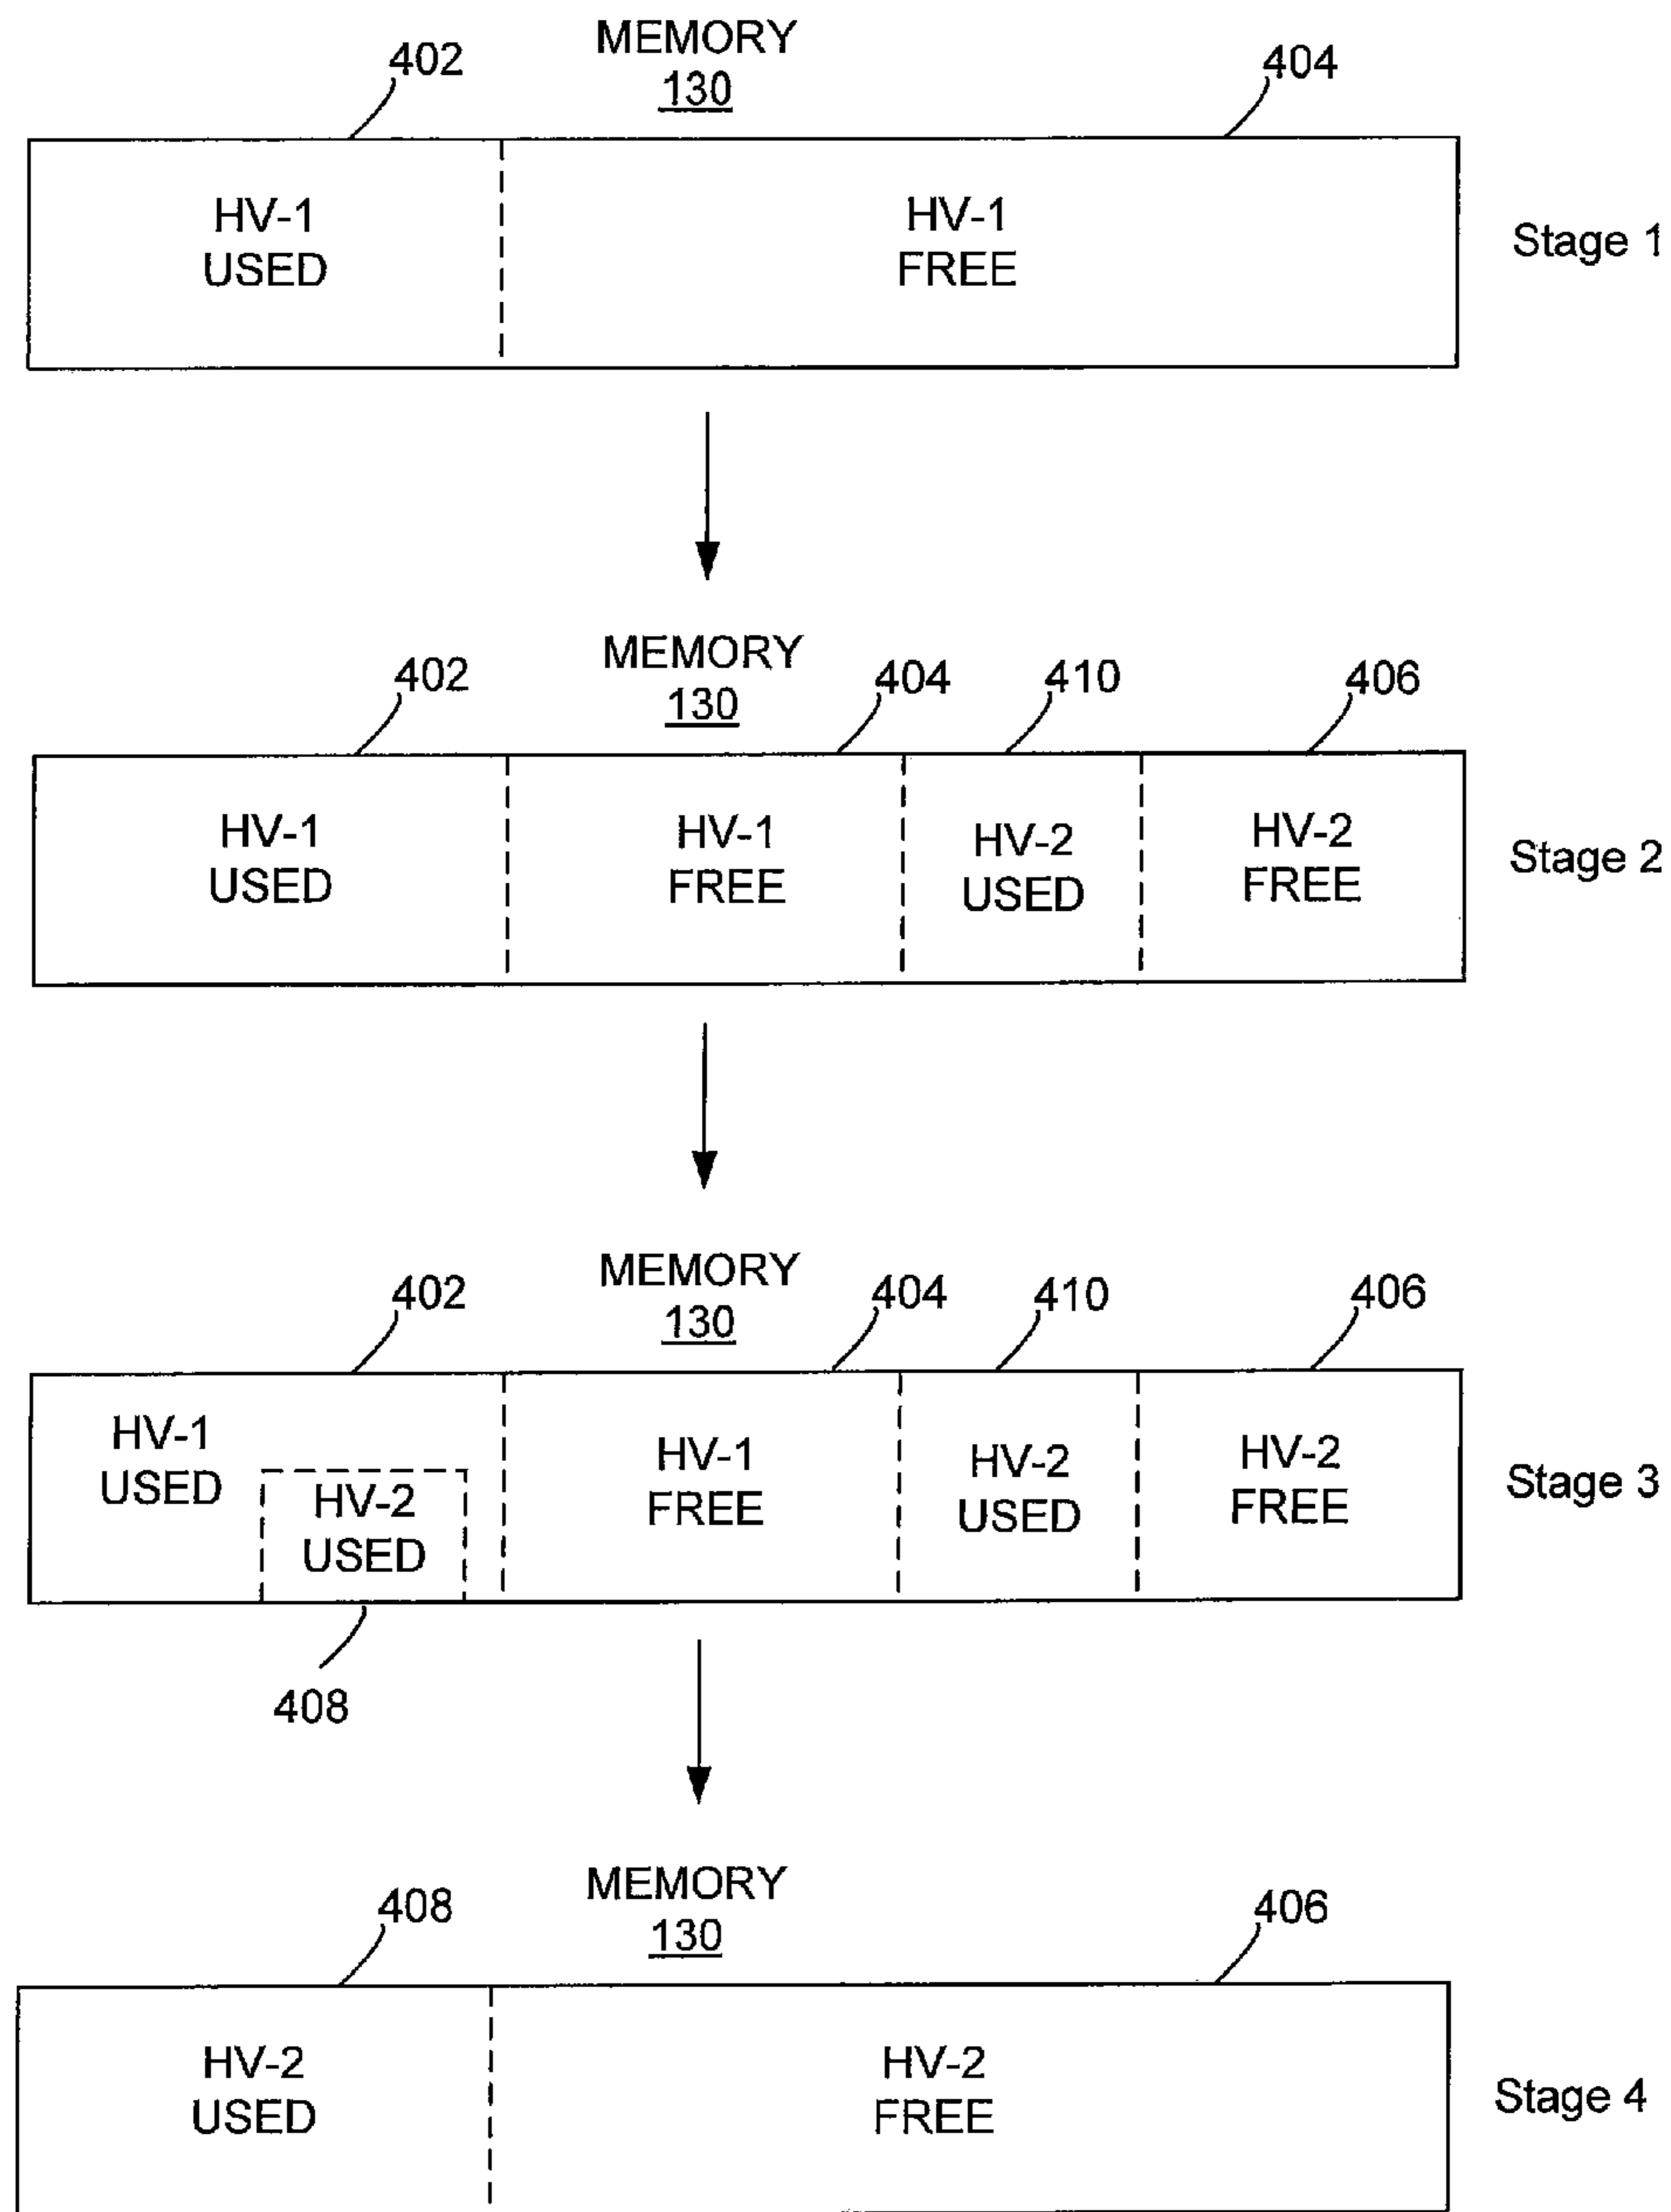 MEMORY
130
402
404
HV-1
USED
HV-1
FREE
Stage 1
MEMORY
130
402
404
410
406
HV-1
USED
HV-1
FREE
HV-2
USED
HV-2
FREE
Stage 2
MEMORY
130
402
404
410
406
HV-1
USED
HV-2
USED
HV-1
FREE
HV-2
USED
HV-2
FREE
Stage 3
408
MEMORY
130
408
406
HV-2
USED
HV-2
FREE
Stage 4